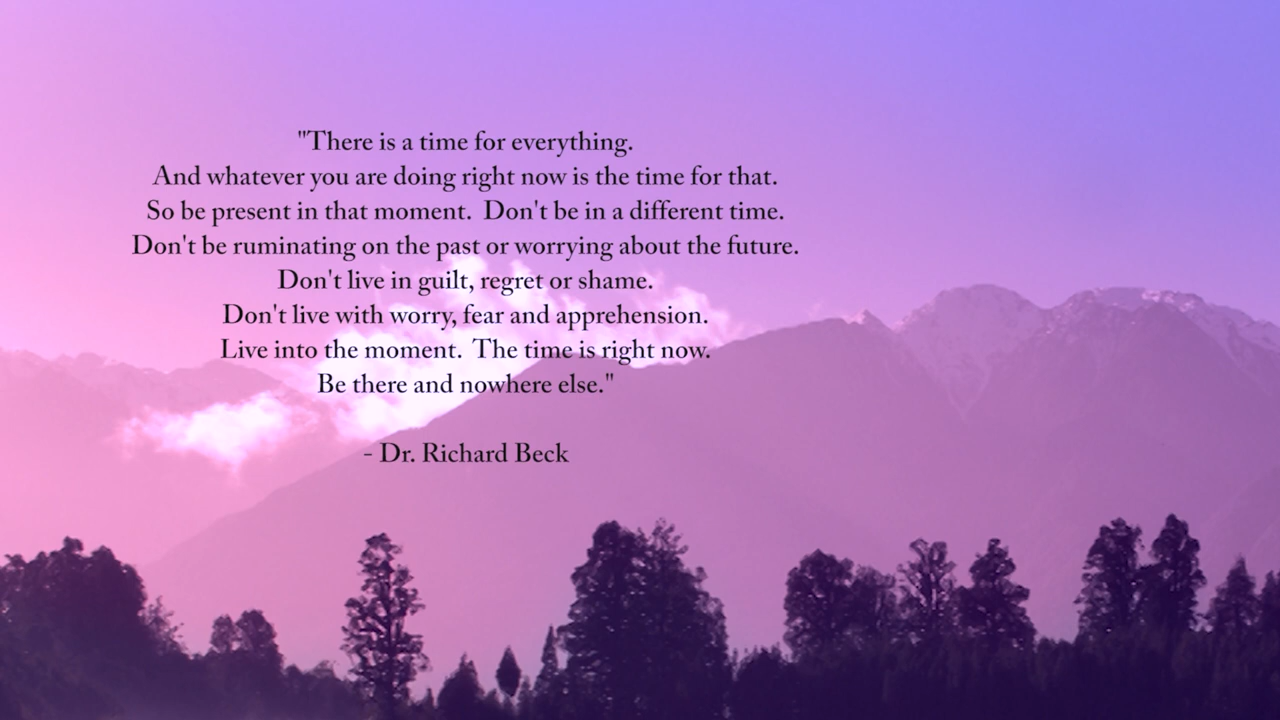 "There is a time for everything.
And whatever you are doing right now is the time for that.
So be present in that moment.  Don't be in a different time.
Don't be ruminating on the past or worrying about the future.
Don't live in guilt, regret or shame.
Don't live with worry, fear and apprehension.
Live into the moment.  The time is right now.
Be there and nowhere else."
- Dr. Richard Beck